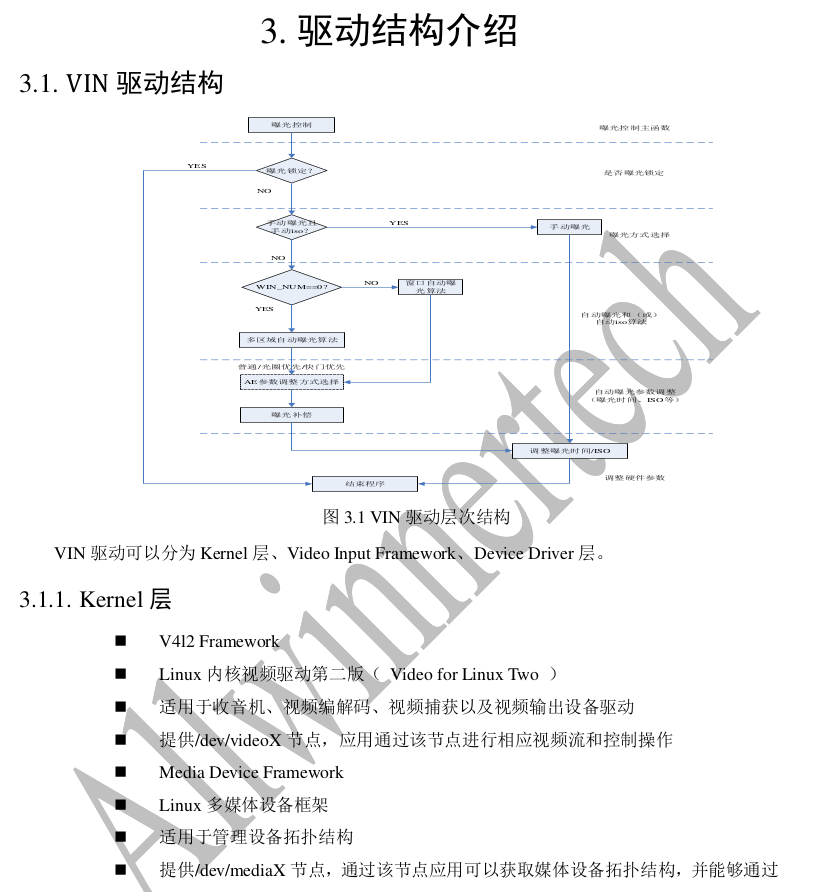 3. 驱动结构介绍
3.1. VIN 驱动结构
曝光控制
曝光控制主函数
YES
曝光锁定？
是否曝光锁定
NO
手动曝光且
手动iso？
YES
手动曝光
曝光方式选择
NO
WIN_NUM==0？
NO
窗口自动曝
光算法
YES
自动曝光和（或）
自动iso算法
多区域自动曝光算法
普通/光圈优先/快门优先
AE参数调整方式选择
自动曝光参数调整
（曝光时间、ISO等）
曝光补偿
调整曝光时间/ISO
结束程序
调整硬件参数
图 3.1 VIN 驱动层次结构
VIN 驱动可以分为 Kernel 层、Video Input Framework、Device Driver 层。
3.1.1. Kernel 层
■ V4l2 Framework
■ Linux 内核视频驱动第二版（ Video for Linux Two ）
■ 适用于收音机、视频编解码、视频捕获以及视频输出设备驱动
■ 提供/dev/videoX 节点，应用通过该节点进行相应视频流和控制操作
■ Media Device Framework
■ Linux 多媒体设备框架
■ 适用于管理设备拓扑结构
■ 提供/dev/mediaX 节点，通过该节点应用可以获取媒体设备拓扑结构，并能够通过
Allwinnertech